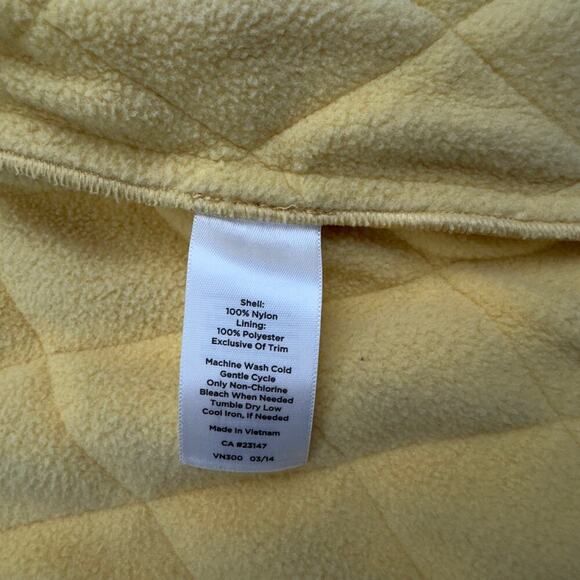 Shell:
100% Nylon
Lining:
100% Polyester
Exclusive Of Trim
Machine Wash Cold
Gentle Cycle
Only Non-Chlorine
Bleach When Needed
Tumble Dry Low
Cool Iron, If Needed
Made In Vietnam
CA #23147
VN300 03/14